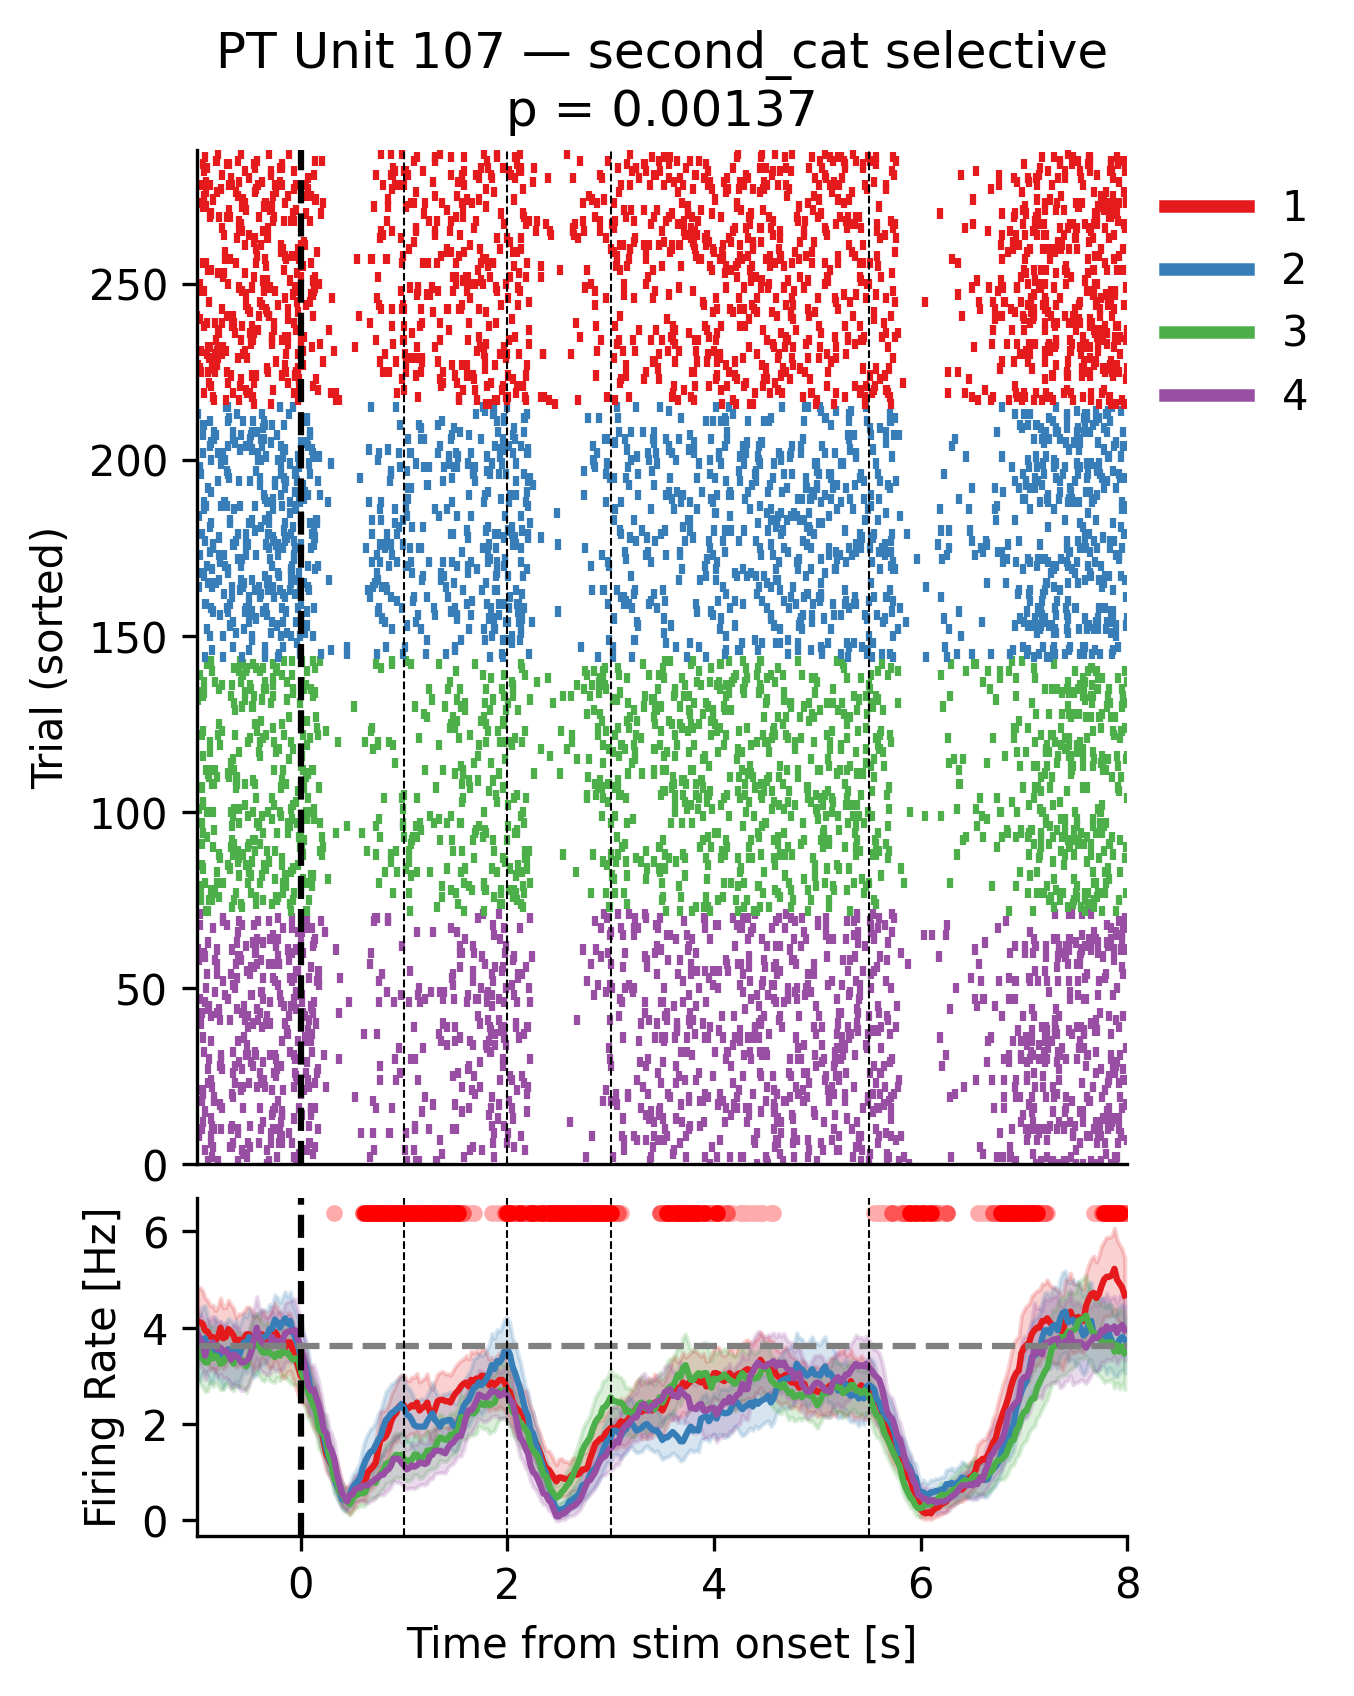 PT Unit 107 — second_cat selective
p = 0.00137
1
2
3
4
Trial (sorted)
250
200
150
100
50
0
Firing Rate [Hz]
6
4
2
0
0 2 4 6 8
Time from stim onset [s]